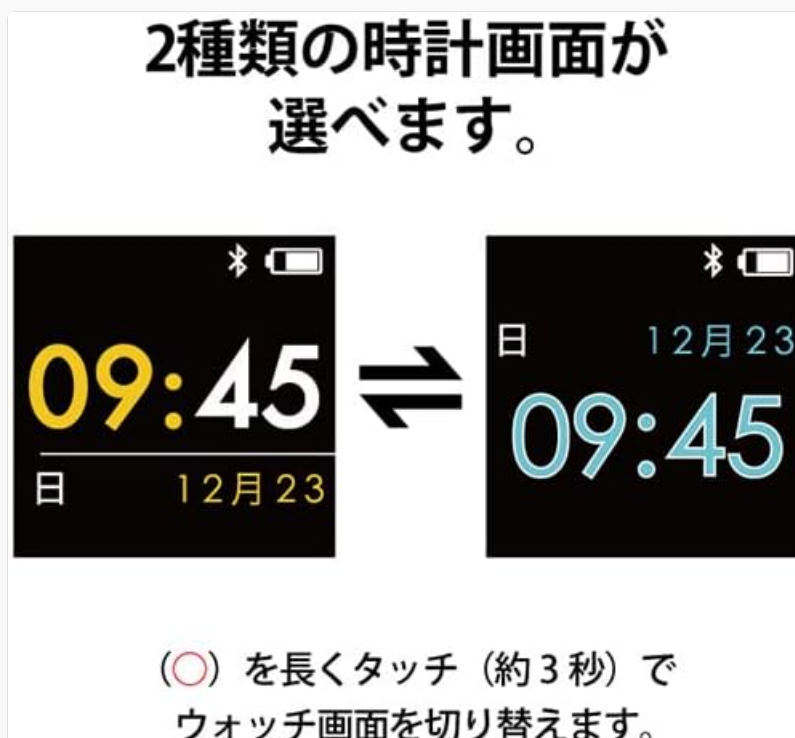 2種類の時計画面が
選べます。
09:45
日 12月23
日 12月23
09:45
（○）を長くタッチ（約3秒）で
ウォッチ画面を切り替えます。